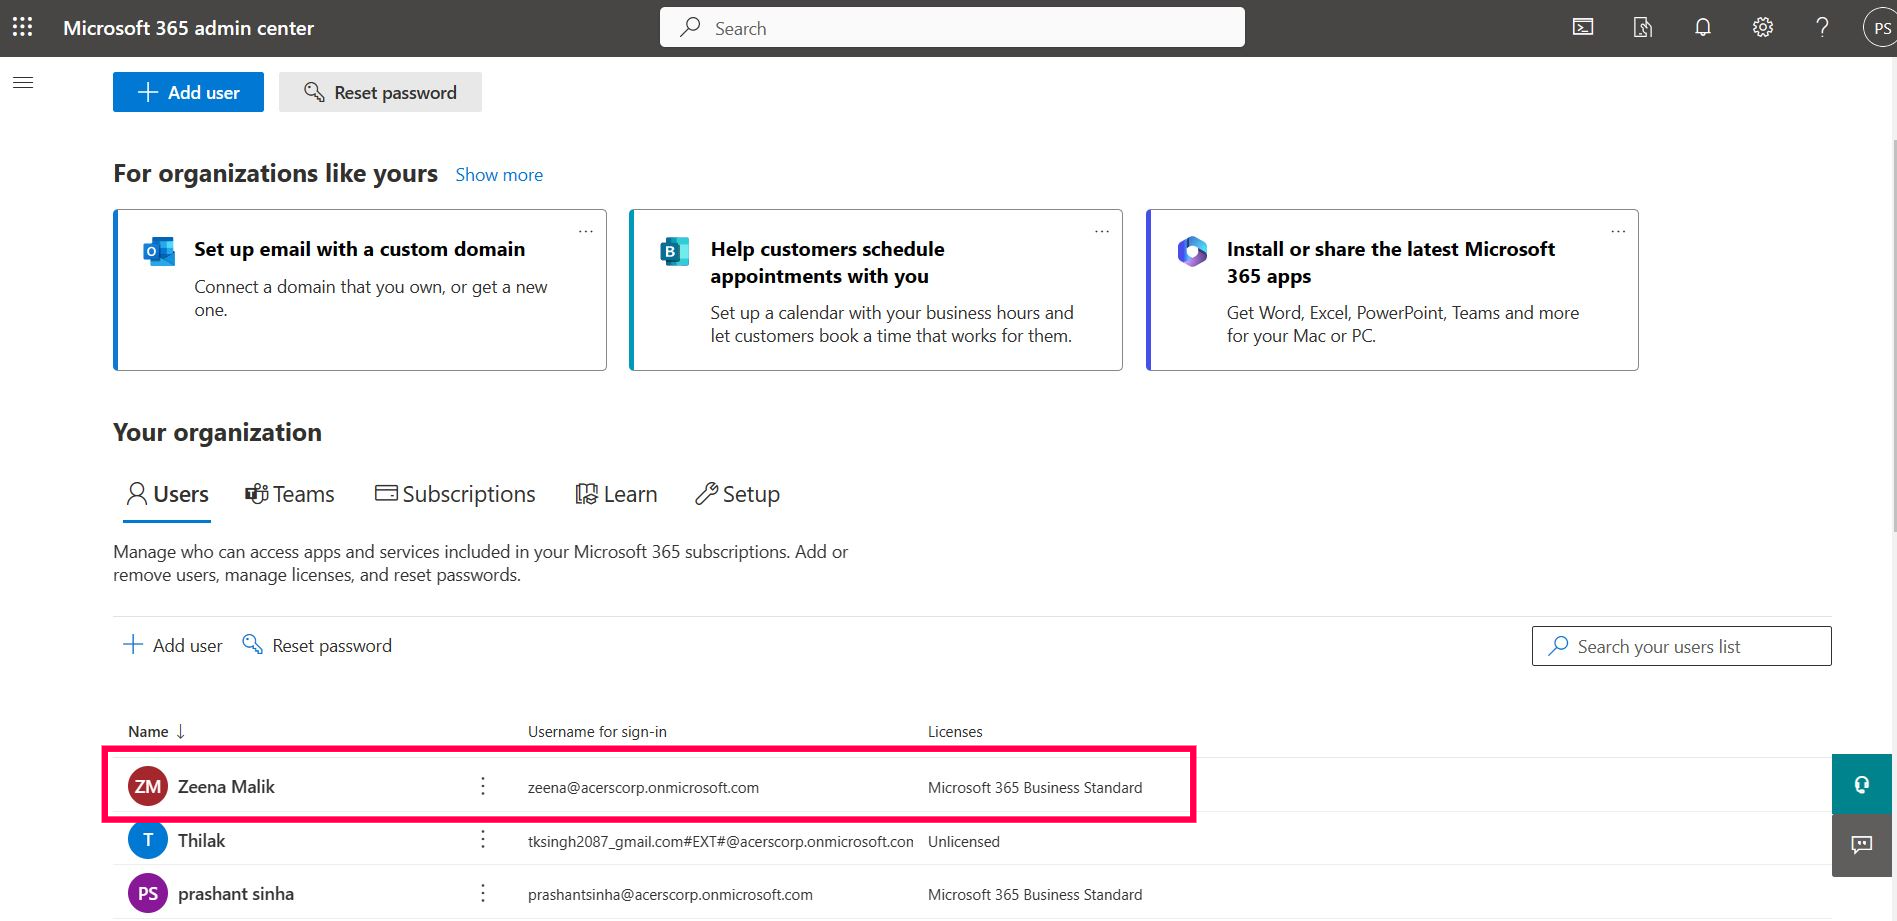 Microsoft 365 admin center
Search
PS
Add user
Reset password
For organizations like yours
Show more
Set up email with a custom domain
Connect a domain that you own, or get a new
one.
Help customers schedule
appointments with you
Set up a calendar with your business hours and
let customers book a time that works for them.
Install or share the latest Microsoft
365 apps
Get Word, Excel, PowerPoint, Teams and more
for your Mac or PC.
Your organization
Users
Teams
Subscriptions
Learn
Setup
Manage who can access apps and services included in your Microsoft 365 subscriptions. Add or
remove users, manage licenses, and reset passwords.
Add user
Reset password
Search your users list
Name ↓
Username for sign-in
Licenses
ZM
Zeena Malik
zeena@acerscorp.onmicrosoft.com
Microsoft 365 Business Standard
T
Thilak
tksingh2087_gmail.com#EXT#@acerscorp.onmicrosoft.con
Unlicensed
PS
prashant sinha
prashantsinha@acerscorp.onmicrosoft.com
Microsoft 365 Business Standard